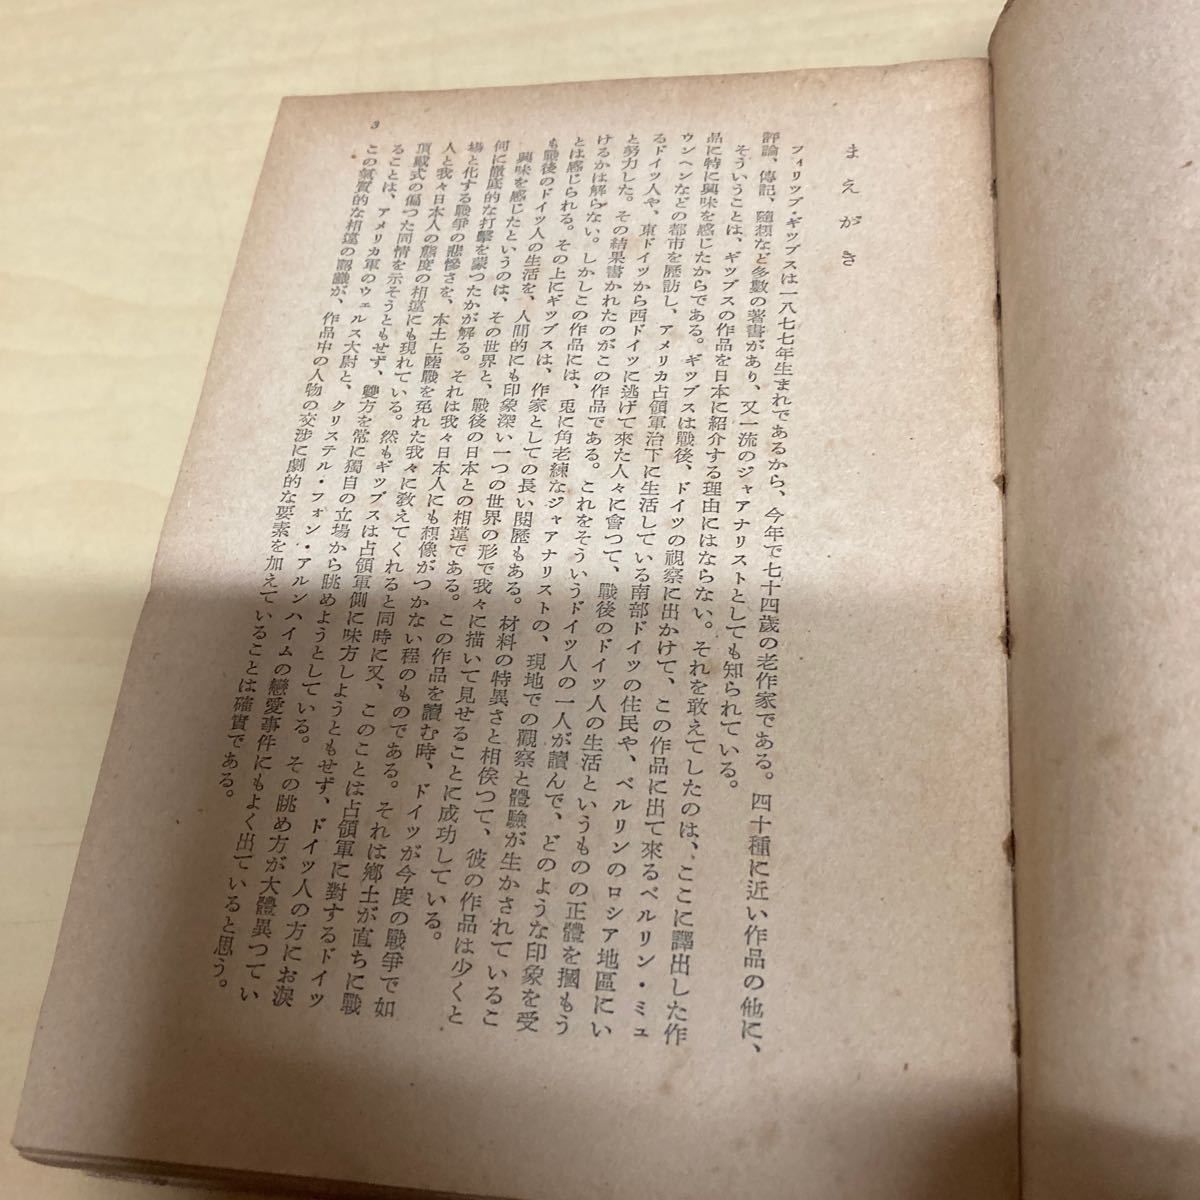 まえがき
フィリップ・ギッブスは一八七七年生まれであるから、今年で七十四歳の老作家である。四十種に近い作品の他に、
評論、傳記、隨想など多數の著書があり、又一流のジャアナリストとしても知られている。
そういうことは、ギッブスの作品を日本に紹介する理由にはならない。それを敢えてしたのは、ここに譯出した作
品に特に興味を感じたからである。ギッブスは戰後、ドイツの視察に出かけて、この作品に出て來るベルリン・ミュ
ウンヘンなどの都市を歷訪し、アメリカ占領軍治下に生活している南部ドイツの住民や、ベルリンのロシア地區にい
るドイツ人や、東ドイツから西ドイツに逃げて來た人々に會つて、戰後のドイツ人の生活というものの正體を摑もう
と努力した。その結果書かれたのがこの作品である。これをそういうドイツ人の一人が讀んで、どのような印象を受
けるかは解らない。しかしこの作品には、兎に角老練なジャアナリストの、現地での觀察と體驗が生かされているこ
とは感じられる。その上にギッブスは、作家としての長い閱歷もある。材料の特異さと相俟つて、彼の作品は少くと
も戰後のドイツ人の生活を、人間的にも印象深い一つの世界の形で我々に描いて見せることに成功している。
興味を感じたというのは、その世界と、戰後の日本との相違である。この作品を讀む時、ドイツが今度の戰爭で如
何に徹底的な打擊を蒙つたかが解る。それは我々日本人にも想像がつかない程のものである。それは鄉土が直ちに戰
場と化する戰爭の悲慘さを、本土上陸戰を免れた我々に敎えてくれると同時に又、このことは占領軍に對するドイツ
人と我々日本人の態度の相違にも現れている。然もギッブスは占領軍側に味方しようともせず、ドイツ人の方にお淚
頂戴式の偏つた同情を示そうともせず、雙方を常に獨自の立場から眺めようとしている。その眺め方が大體異つてい
ることは、アメリカ軍のウェルス大尉と、クリステル・フォン・アルンハイムの戀愛事件にもよく出ていると思う。
この氣質的な相違の認識が、作品中の人物の交涉に劇的な要素を加えていることは確實である。
3